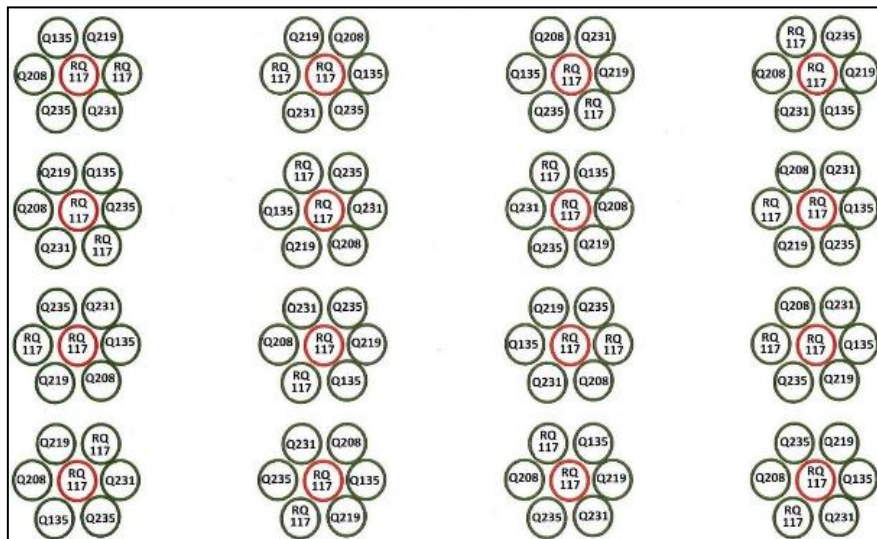 Q135 Q219 Q219 Q208 Q208 Q231 RQ 117 Q235
Q208 RQ 117 RQ 117 RQ 117 RQ 117 Q135 Q135 RQ 117 Q219 Q208 RQ 117 Q219
Q235 Q231 Q231 Q235 Q235 RQ 117 Q231 Q135
Q219 Q135 RQ 117 Q235 RQ 117 Q135 Q208 Q231
Q208 RQ 117 Q235 Q135 RQ 117 Q231 Q231 RQ 117 Q208 RQ 117 RQ 117 Q135
Q231 RQ 117 Q219 Q208 Q235 Q219 Q219 Q235
Q235 Q231 Q231 Q235 Q219 Q235 Q208 Q231
RQ 117 RQ 117 Q135 Q208 RQ 117 Q219 Q135 RQ 117 RQ 117 RQ 117 RQ 117 Q135
Q219 Q208 RQ 117 Q135 Q231 Q208 Q235 Q219
Q219 RQ 117 Q231 Q208 RQ 117 Q135 Q235 Q219
Q208 RQ 117 Q231 Q235 RQ 117 Q135 Q208 RQ 117 Q219 Q208 RQ 117 Q135
Q135 Q235 RQ 117 Q219 Q235 Q231 RQ 117 Q231